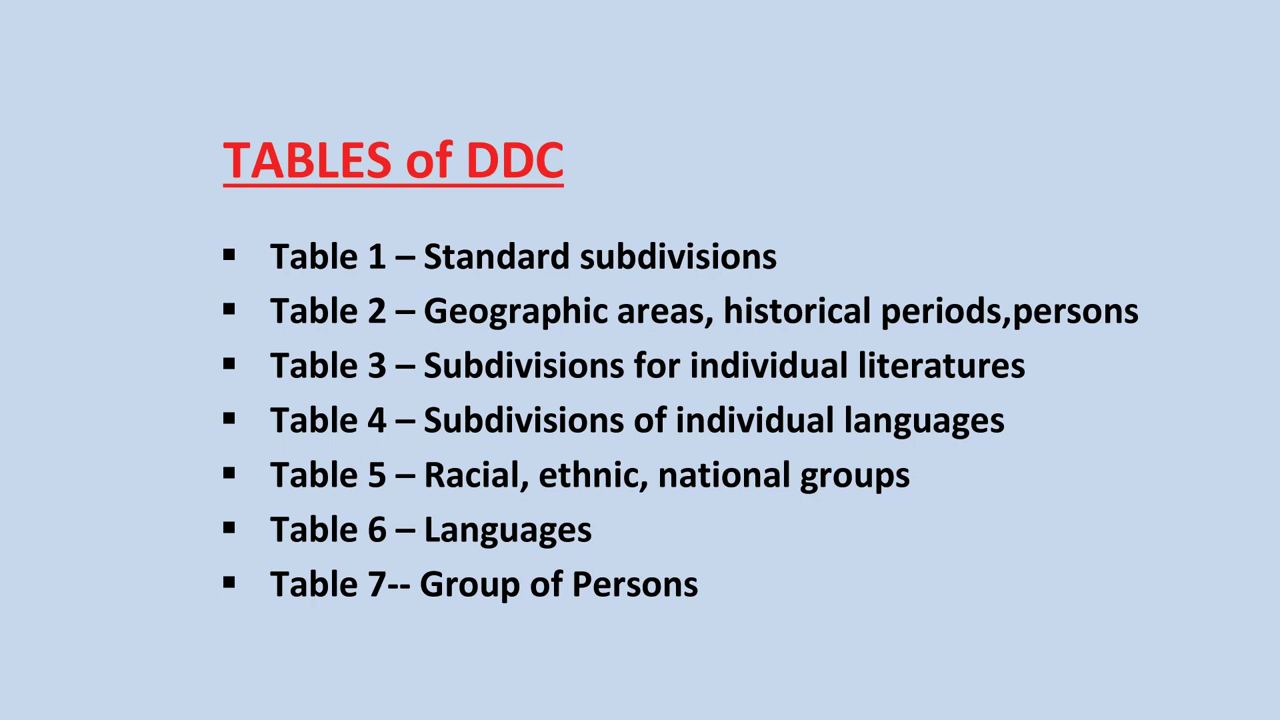 TABLES of DDC
▪ Table 1 – Standard subdivisions
▪ Table 2 – Geographic areas, historical periods,persons
▪ Table 3 – Subdivisions for individual literatures
▪ Table 4 – Subdivisions of individual languages
▪ Table 5 – Racial, ethnic, national groups
▪ Table 6 – Languages
▪ Table 7-- Group of Persons